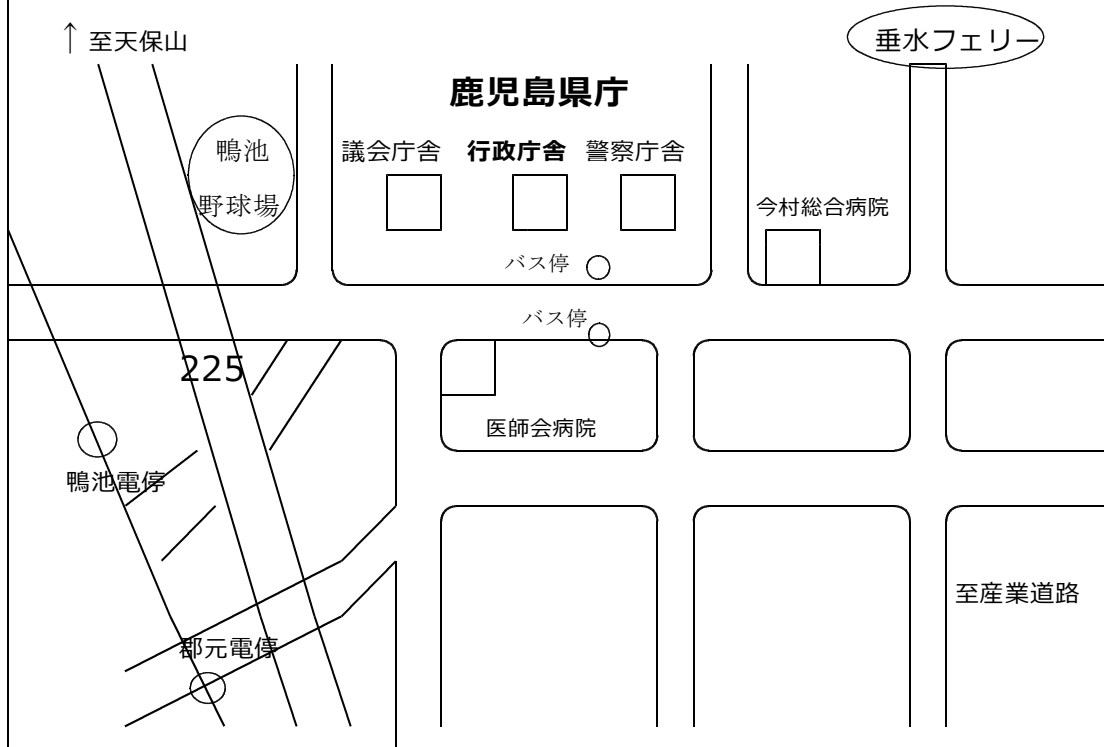 ↑ 至天保山
垂水フェリー
鹿児島県庁
鴨池
野球場
議会庁舎
行政庁舎
警察庁舎
今村総合病院
バス停
バス停
225
医師会病院
鴨池電停
至産業道路
郡元電停